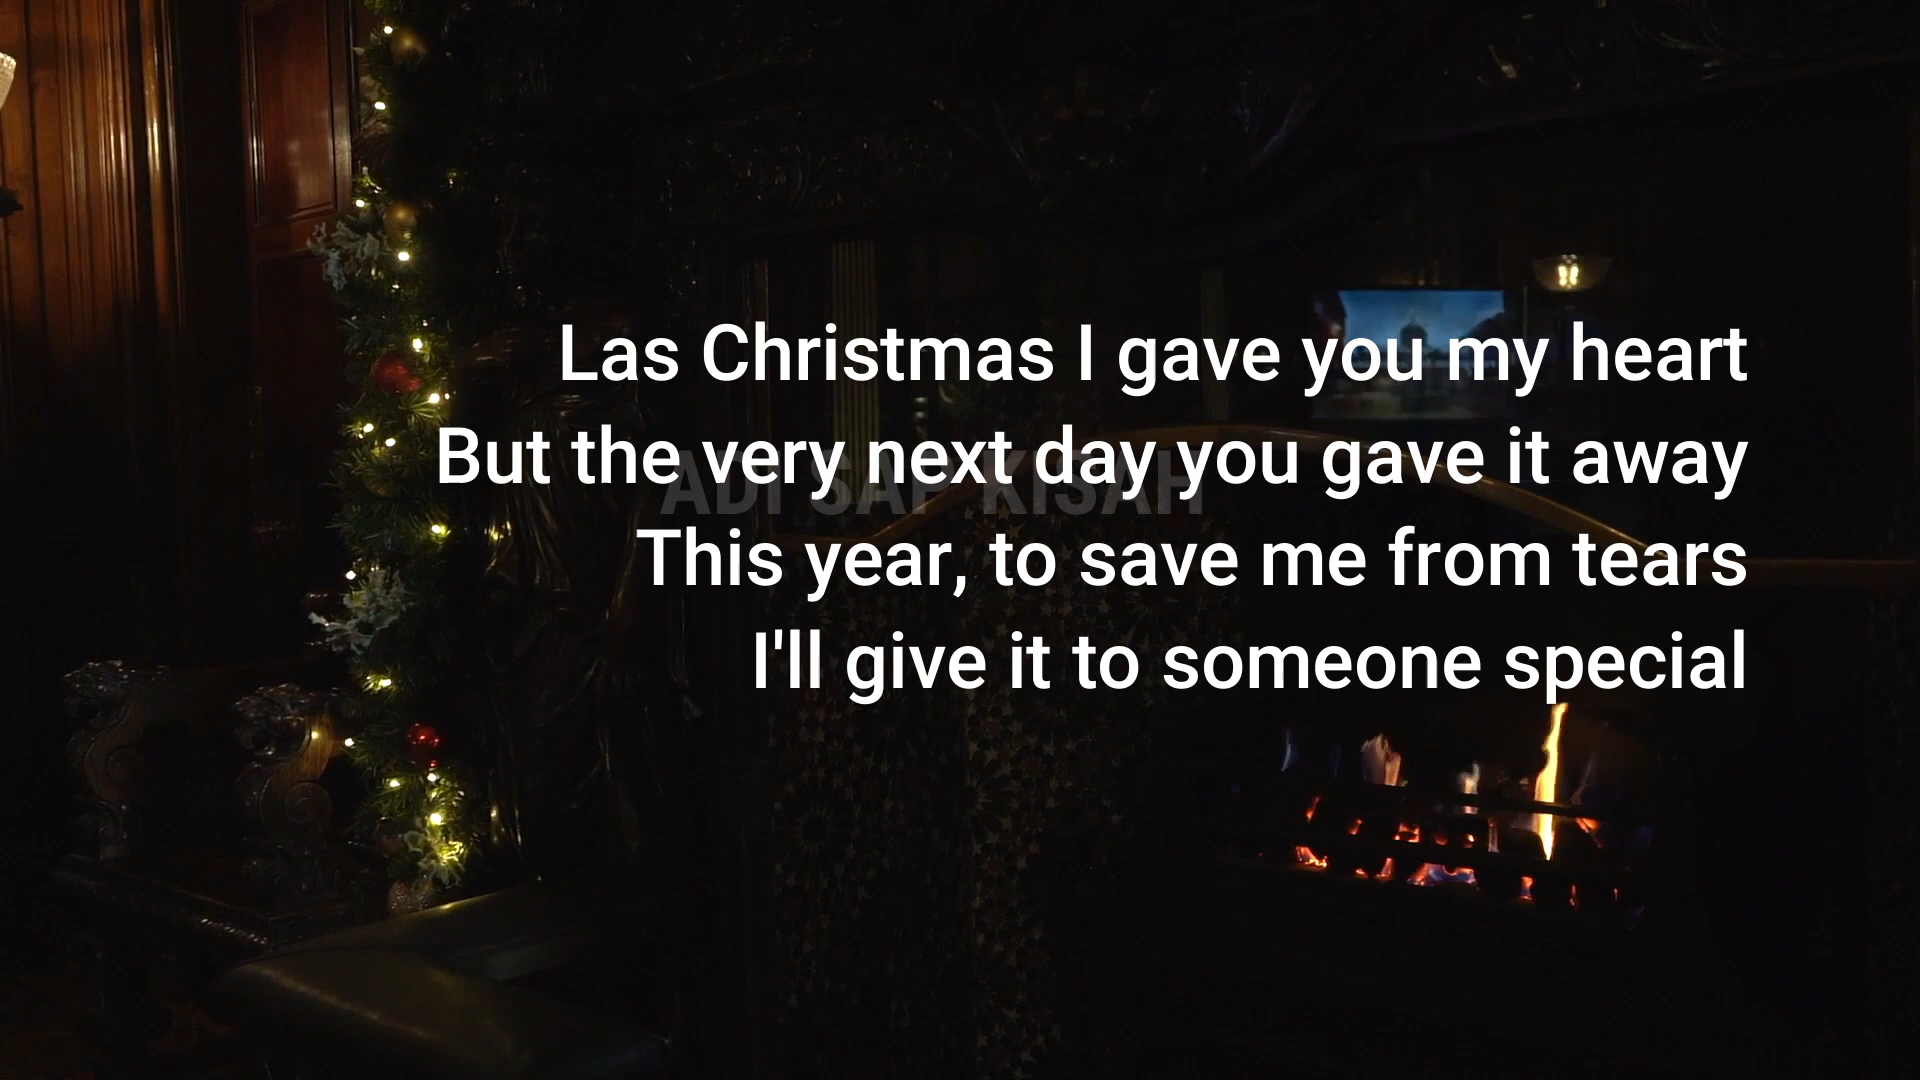 Las Christmas I gave you my heart
But the very next day you gave it away
ADI SAF KISAH
This year, to save me from tears
I'll give it to someone special